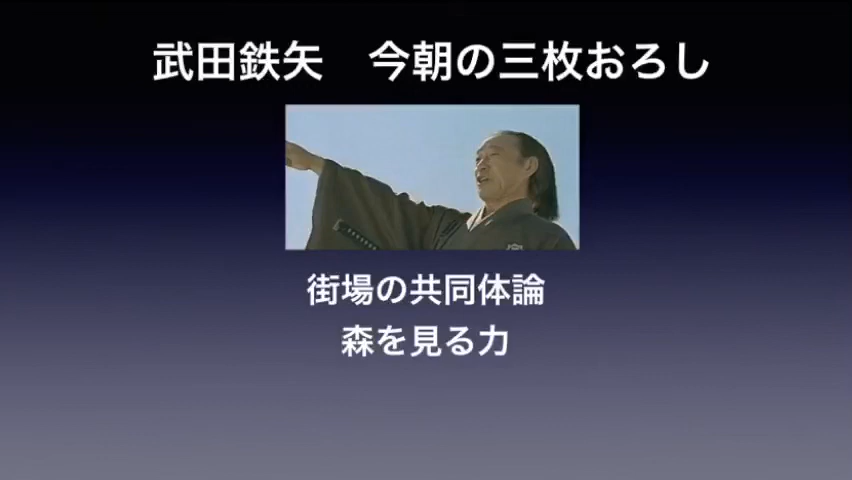 武田鉄矢　今朝の三枚おろし
街場の共同体論
森を見る力